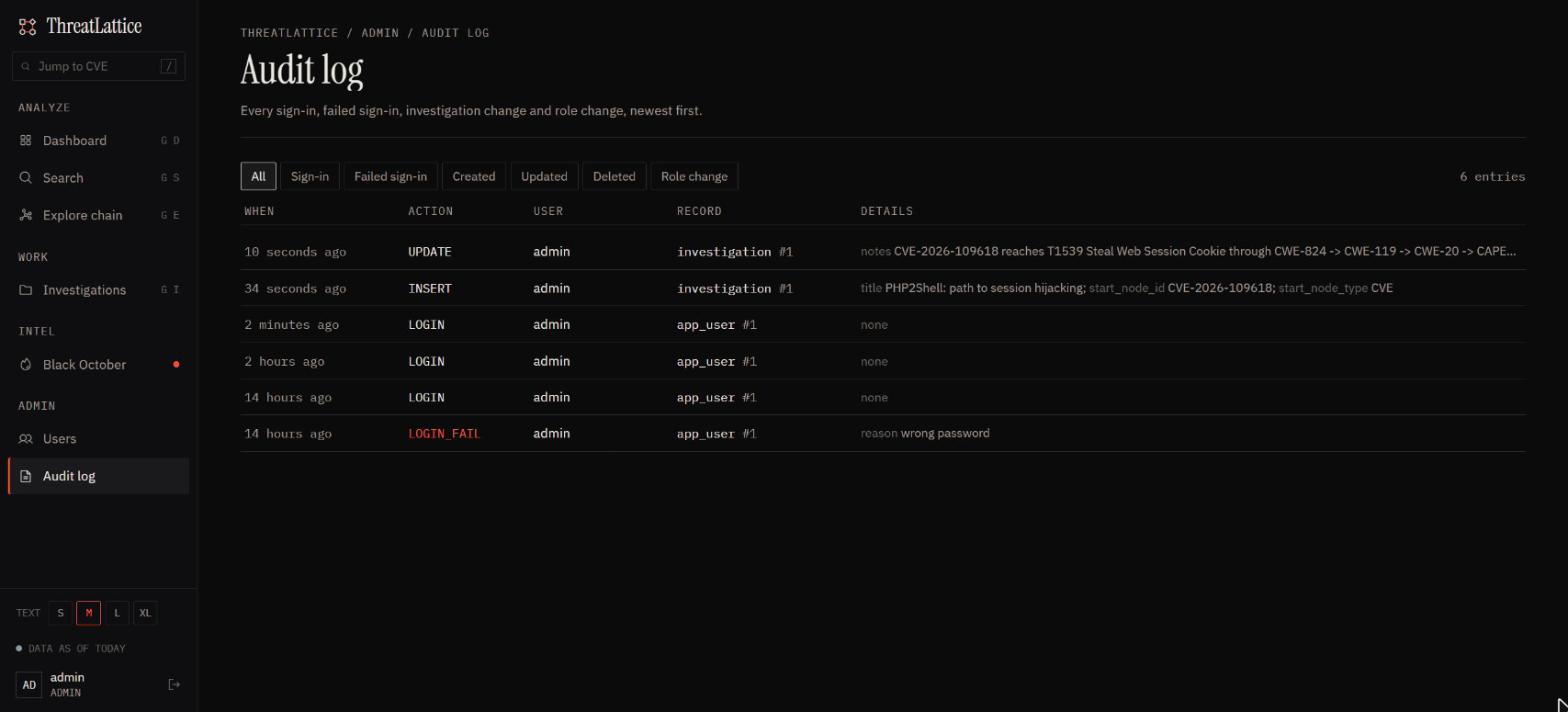 ThreatLattice
Jump to CVE /
ANALYZE
Dashboard G D
Search G S
Explore chain G E
WORK
Investigations G I
INTEL
Black October
ADMIN
Users
Audit log
TEXT S M L XL
DATA AS OF TODAY
AD admin
ADMIN
THREATLATTICE / ADMIN / AUDIT LOG
Audit log
Every sign-in, failed sign-in, investigation change and role change, newest first.
All Sign-in Failed sign-in Created Updated Deleted Role change 6 entries
WHEN ACTION USER RECORD DETAILS
10 seconds ago UPDATE admin investigation #1 notes CVE-2026-109618 reaches T1539 Steal Web Session Cookie through CWE-824 -> CWE-119 -> CWE-20 -> CAPE...
34 seconds ago INSERT admin investigation #1 title PHP2Shell: path to session hijacking; start_node_id CVE-2026-109618; start_node_type CVE
2 minutes ago LOGIN admin app_user #1 none
2 hours ago LOGIN admin app_user #1 none
14 hours ago LOGIN admin app_user #1 none
14 hours ago LOGIN_FAIL admin app_user #1 reason wrong password